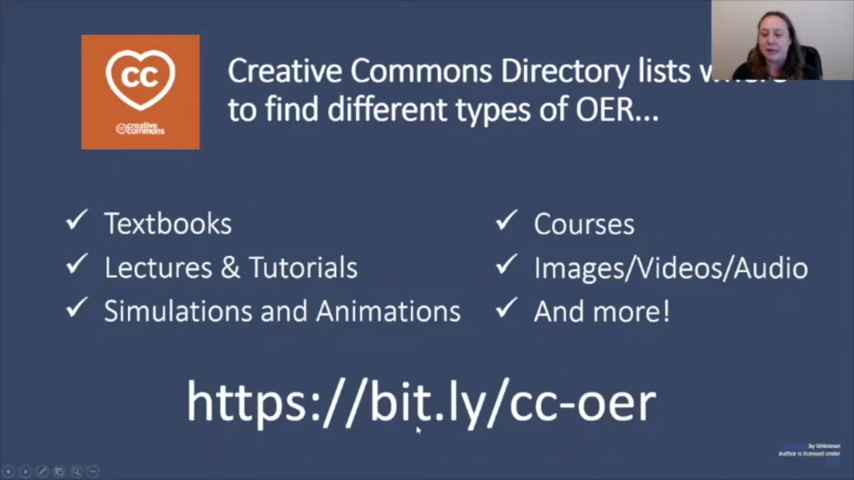 cc
creative
commons
Creative Commons Directory lists where
to find different types of OER...
✓ Textbooks
✓ Lectures & Tutorials
✓ Simulations and Animations
✓ Courses
✓ Images/Videos/Audio
✓ And more!
https://bit.ly/cc-oer
by Unknown
Author is licensed under